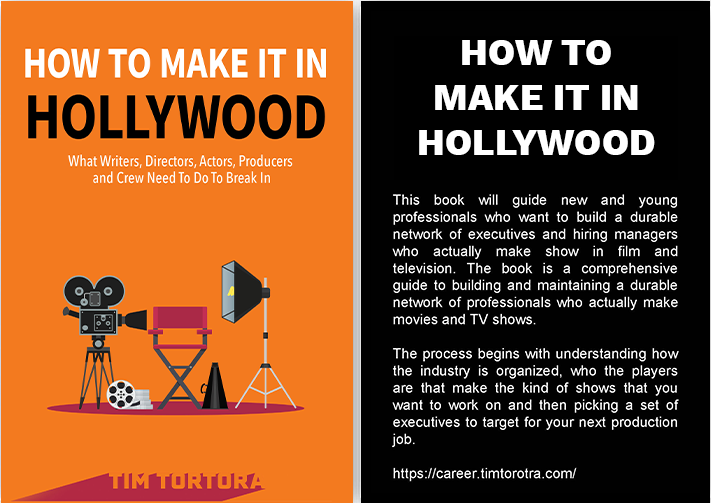 HOW TO MAKE IT IN
HOLLYWOOD
What Writers, Directors, Actors, Producers
and Crew Need To Do To Break In
TIM TORTORA
HOW TO
MAKE IT IN
HOLLYWOOD
This book will guide new and young
professionals who want to build a durable
network of executives and hiring managers
who actually make show in film and
television. The book is a comprehensive
guide to building and maintaining a durable
network of professionals who actually make
movies and TV shows.
The process begins with understanding how
the industry is organized, who the players
are that make the kind of shows that you
want to work on and then picking a set of
executives to target for your next production
job.
https://career.timtorotra.com/